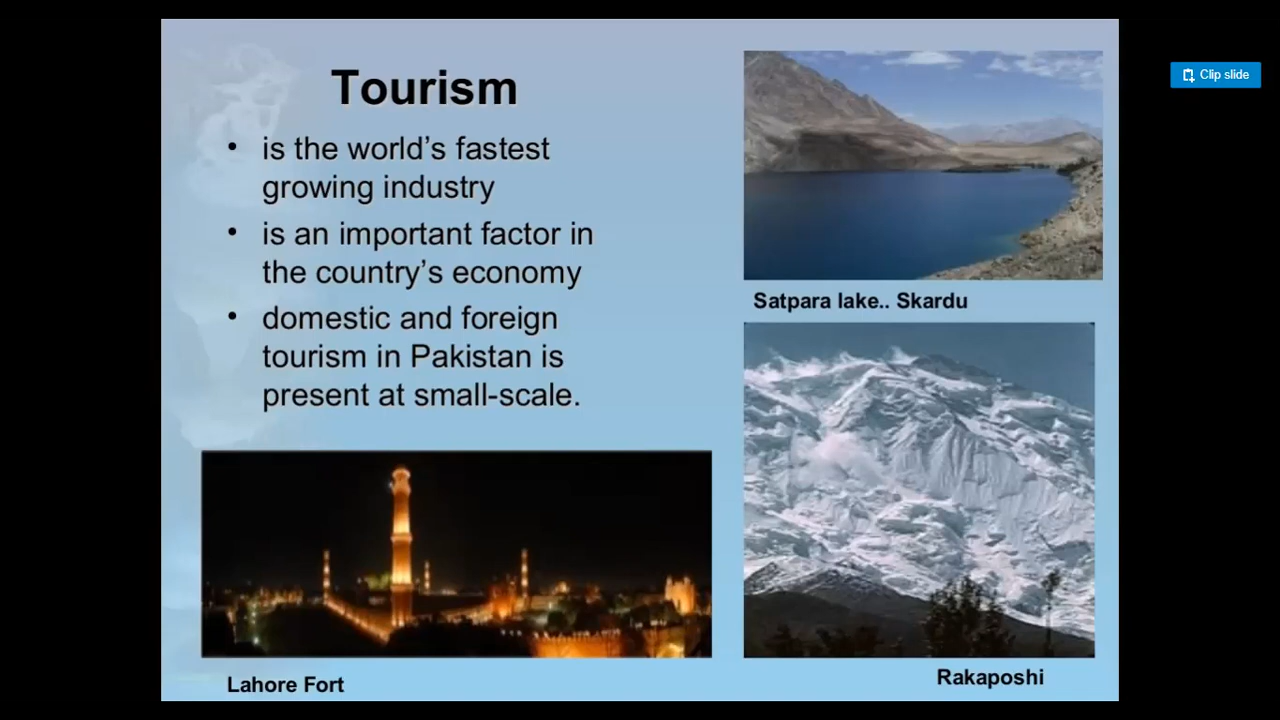 Tourism
• is the world’s fastest
growing industry
• is an important factor in
the country’s economy
• domestic and foreign
tourism in Pakistan is
present at small-scale.
Lahore Fort
Satpara lake.. Skardu
Rakaposhi
Clip slide